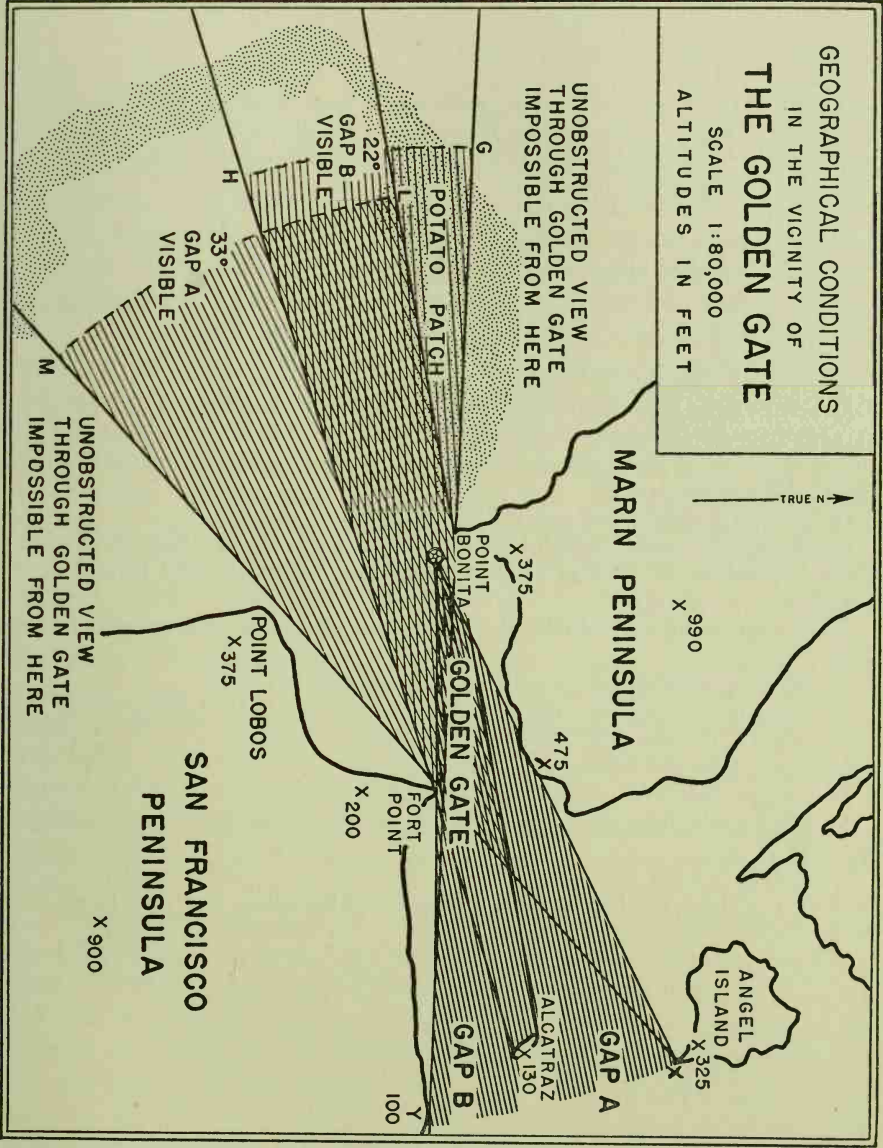 GEOGRAPHICAL CONDITIONS
IN THE VICINITY OF
THE GOLDEN GATE
SCALE 1:80,000
ALTITUDES IN FEET
TRUE N
UNOBSTRUCTED VIEW
THROUGH GOLDEN GATE
IMPOSSIBLE FROM HERE
MARIN PENINSULA
X 990
X 375
475
X
ANGEL
ISLAND
X 325
X
G
POTATO PATCH
L
22°
GAP B
VISIBLE
H
33°
GAP A
VISIBLE
M
POINT
BONITA
GOLDEN GATE
GAP A
ALCATRAZ
X 130
GAP B
Y
100
FORT
POINT
X 200
POINT LOBOS
X 375
SAN FRANCISCO
PENINSULA
X 900
UNOBSTRUCTED VIEW
THROUGH GOLDEN GATE
IMPOSSIBLE FROM HERE